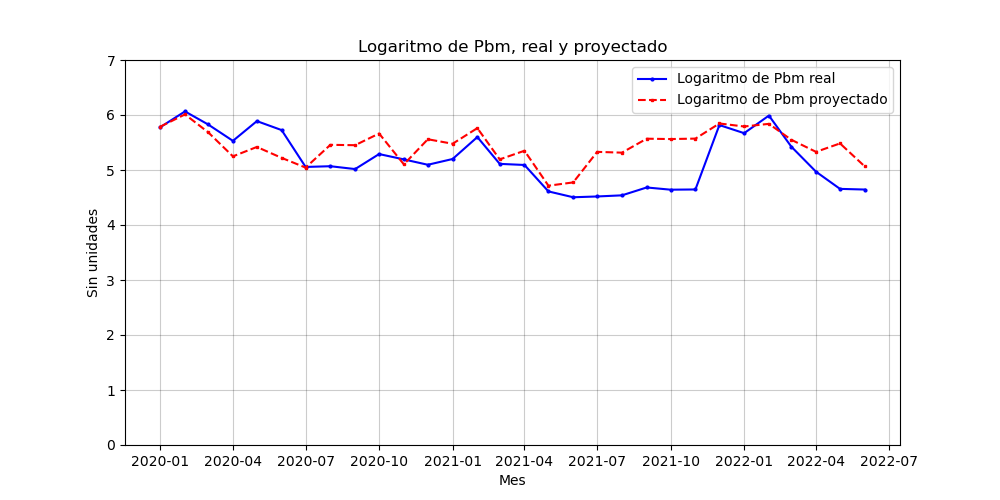 Logaritmo de Pbm, real y proyectado
Logaritmo de Pbm real
Logaritmo de Pbm proyectado
Sin unidades
7
6
5
4
3
2
1
0
2020-01 2020-04 2020-07 2020-10 2021-01 2021-04 2021-07 2021-10 2022-01 2022-04 2022-07
Mes